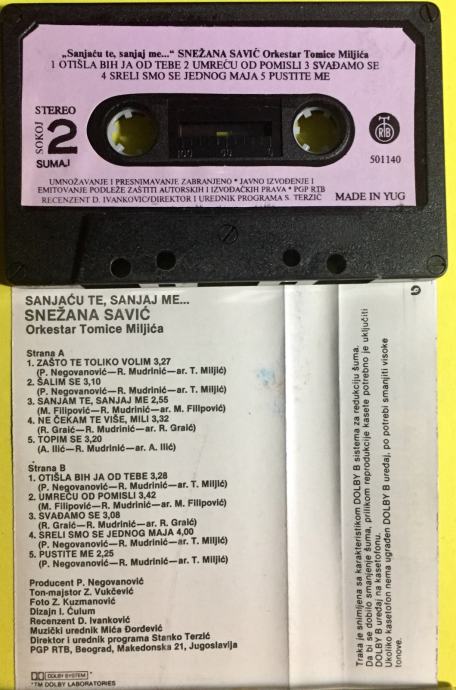 „Sanjaću te, sanjaj me...“ SNEŽANA SAVIĆ Orkestar Tomice Miljića
1 OTIŠLA BIH JA OD TEBE 2 UMREĆU OD POMISLI 3 SVAĐAMO SE
4 SRELI SMO SE JEDNOG MAJA 5 PUSTITE ME
STEREO
SOKOJ
2
SUMAJ
100 50 0
RTB
501140
UMNOŽAVANJE I PRESNIMAVANJE ZABRANJENO * JAVNO IZVOĐENJE I
EMITOVANJE PODLEŽE ZAŠTITI AUTORSKIH I IZVOĐAČKIH PRAVA * PGP RTB
RECENZENT D. IVANKOVIC/DIREKTOR I UREDNIK PROGRAMA S. TERZIĆ
MADE IN YUG
SANJAĆU TE, SANJAJ ME...
SNEŽANA SAVIĆ
Orkestar Tomice Miljića
Strana A
1. ZAŠTO TE TOLIKO VOLIM 3,27
(P. Negovanović—R. Mudrinić—ar. T. Miljić)
2. ŠALIM SE 3,10
(P. Negovanović—R. Mudrinić—ar. T. Miljić)
3. SANJAM TE, SANJAJ ME 2,55
(M. Filipović—R. Mudrinić—ar. M. Filipović)
4. NE ČEKAM TE VIŠE, MILI 3,32
(R. Graić—R. Mudrinić—ar. R. Graić)
5. TOPIM SE 3,20
(A. Ilić—R. Mudrinić—ar. A. Ilić)
Strana B
1. OTIŠLA BIH JA OD TEBE 3,28
(P. Negovanović—R. Mudrinić—ar. T. Miljić)
2. UMREĆU OD POMISLI 3,42
(M. Filipović—R. Mudrinić—ar. M. Filipović)
3. SVAĐAMO SE 3,08
(R. Graić—R. Mudrinić—ar. R. Graić)
4. SRELI SMO SE JEDNOG MAJA 4,00
(P. Negovanović—R. Mudrinić—ar. T. Miljić)
5. PUSTITE ME 2,25
(P. Negovanović—R. Mudrinić—ar. T. Miljić)
Producent P. Negovanović
Ton-majstor Z. Vukčević
Foto Z. Kuzmanović
Dizajn I. Ćulum
Recenzent D. Ivanković
Muzički urednik Mića Đorđević
Direktor i urednik programa Stanko Terzić
PGP RTB, Beograd, Makedonska 21, Jugoslavija
DOLBY SYSTEM
*TM DOLBY LABORATORIES
Traka je snimljena sa karakteristikom DOLBY B sistema za redukciju šuma.
Da bi se dobilo smanjenje šuma, prilikom reprodukcije kasete potrebno je uključiti
DOLBY B uređaj na kasetofonu.
Ukoliko kasetofon nema ugrađen DOLBY B uređaj, po potrebi smanjiti visoke
tonove.